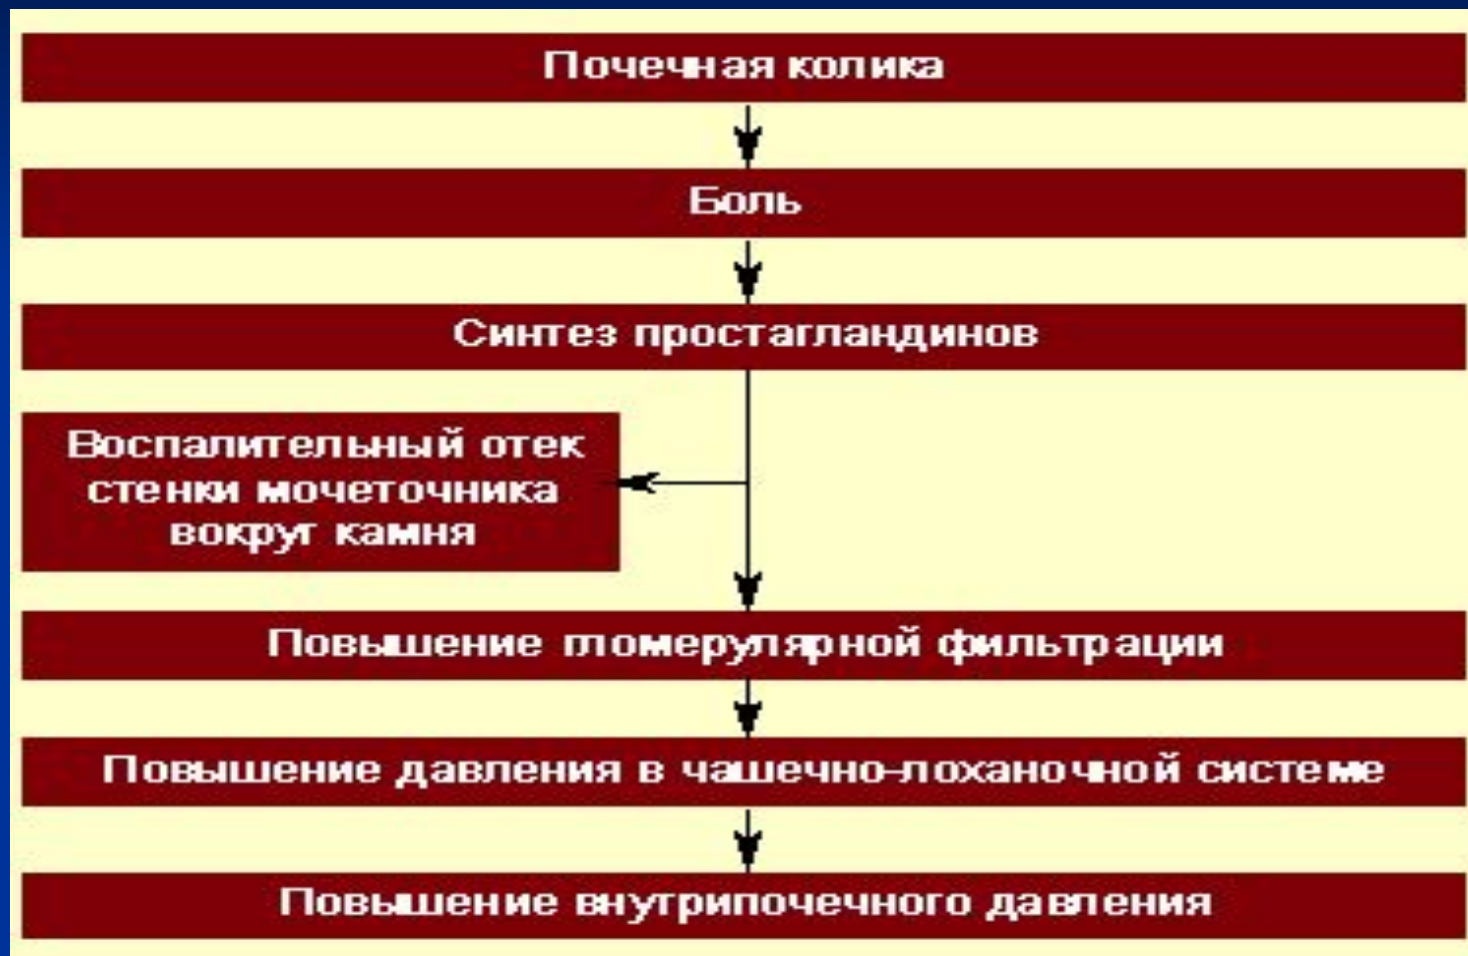 Почечная колика
Боль
Синтез простагландинов
Воспалительный отек
стенки мочеточника
вокруг камня
Повышение гломерулярной фильтрации
Повышение давления в чашечно-лоханочной системе
Повышение внутрипочечного давления